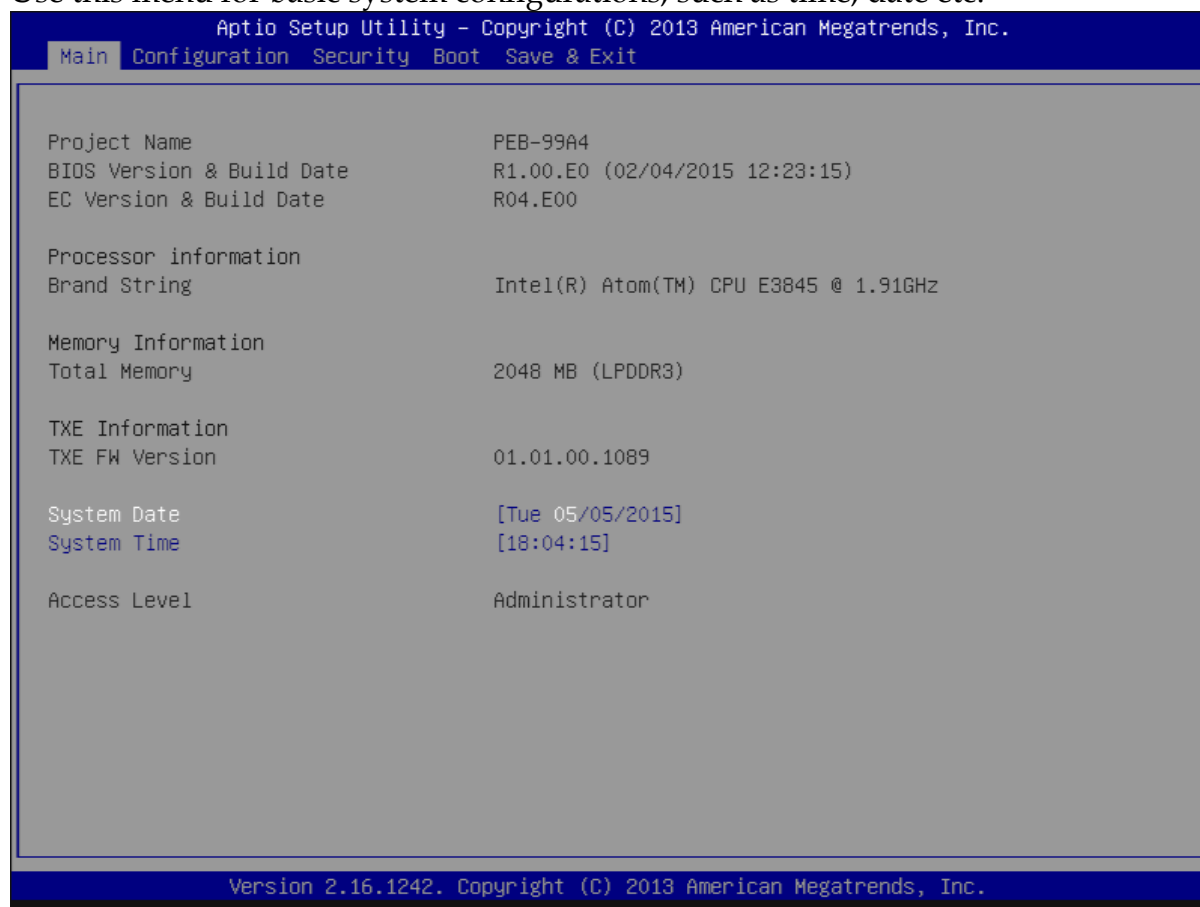 Use this menu for basic system configurations, such as time, date etc.
Aptio Setup Utility – Copyright (C) 2013 American Megatrends, Inc.
Main Configuration Security Boot Save & Exit
Project Name PEB-99A4
BIOS Version & Build Date R1.00.E0 (02/04/2015 12:23:15)
EC Version & Build Date R04.E00
Processor information
Brand String Intel(R) Atom(TM) CPU E3845 @ 1.91GHz
Memory Information
Total Memory 2048 MB (LPDDR3)
TXE Information
TXE FW Version 01.01.00.1089
System Date [Tue 05/05/2015]
System Time [18:04:15]
Access Level Administrator
Version 2.16.1242. Copyright (C) 2013 American Megatrends, Inc.